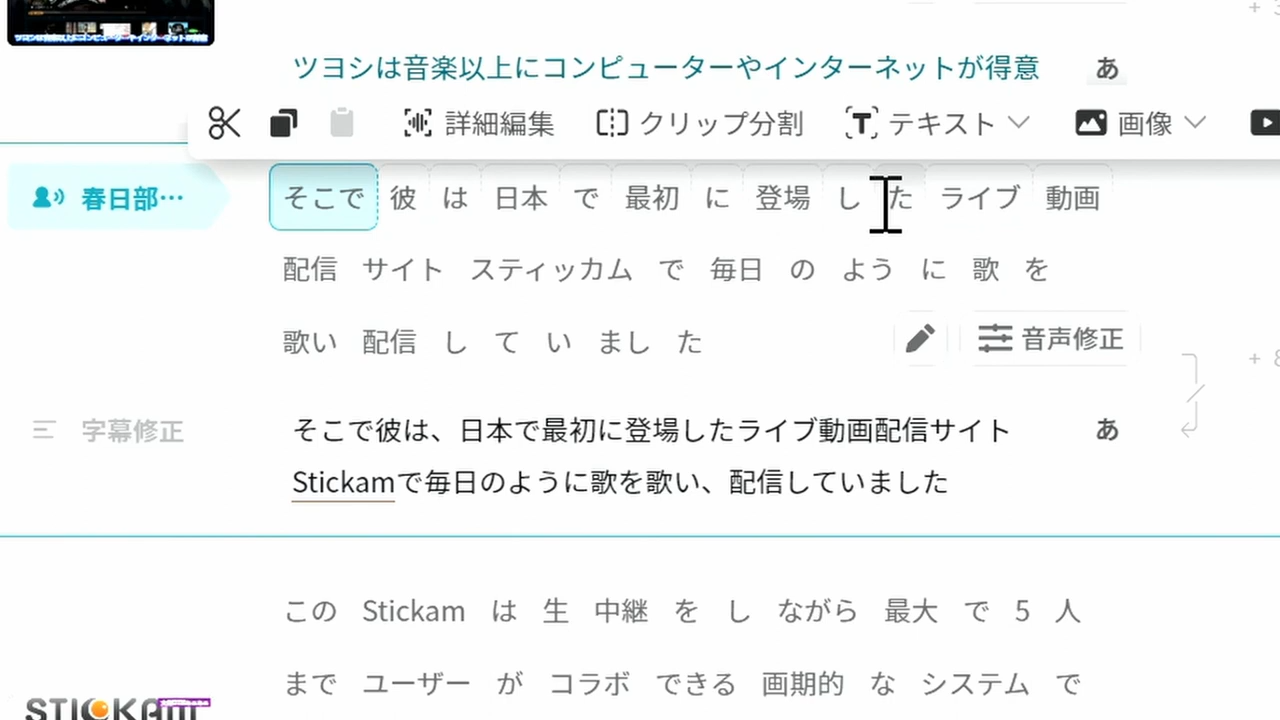 ツヨシは音楽以上にコンピューターやインターネットが得意 あ
詳細編集 クリップ分割 テキスト 画像
春日部… そこで 彼 は 日本 で 最初 に 登場 し た ライブ 動画
配信 サイト スティッカム で 毎日 の よう に 歌 を
歌い 配信 し て い まし た 音声修正
字幕修正 そこで彼は、日本で最初に登場したライブ動画配信サイト あ
Stickamで毎日のように歌を歌い、配信していました
この Stickam は 生 中継 を し ながら 最大 で 5 人
まで ユーザー が コラボ できる 画期的 な システム で
STICKAM